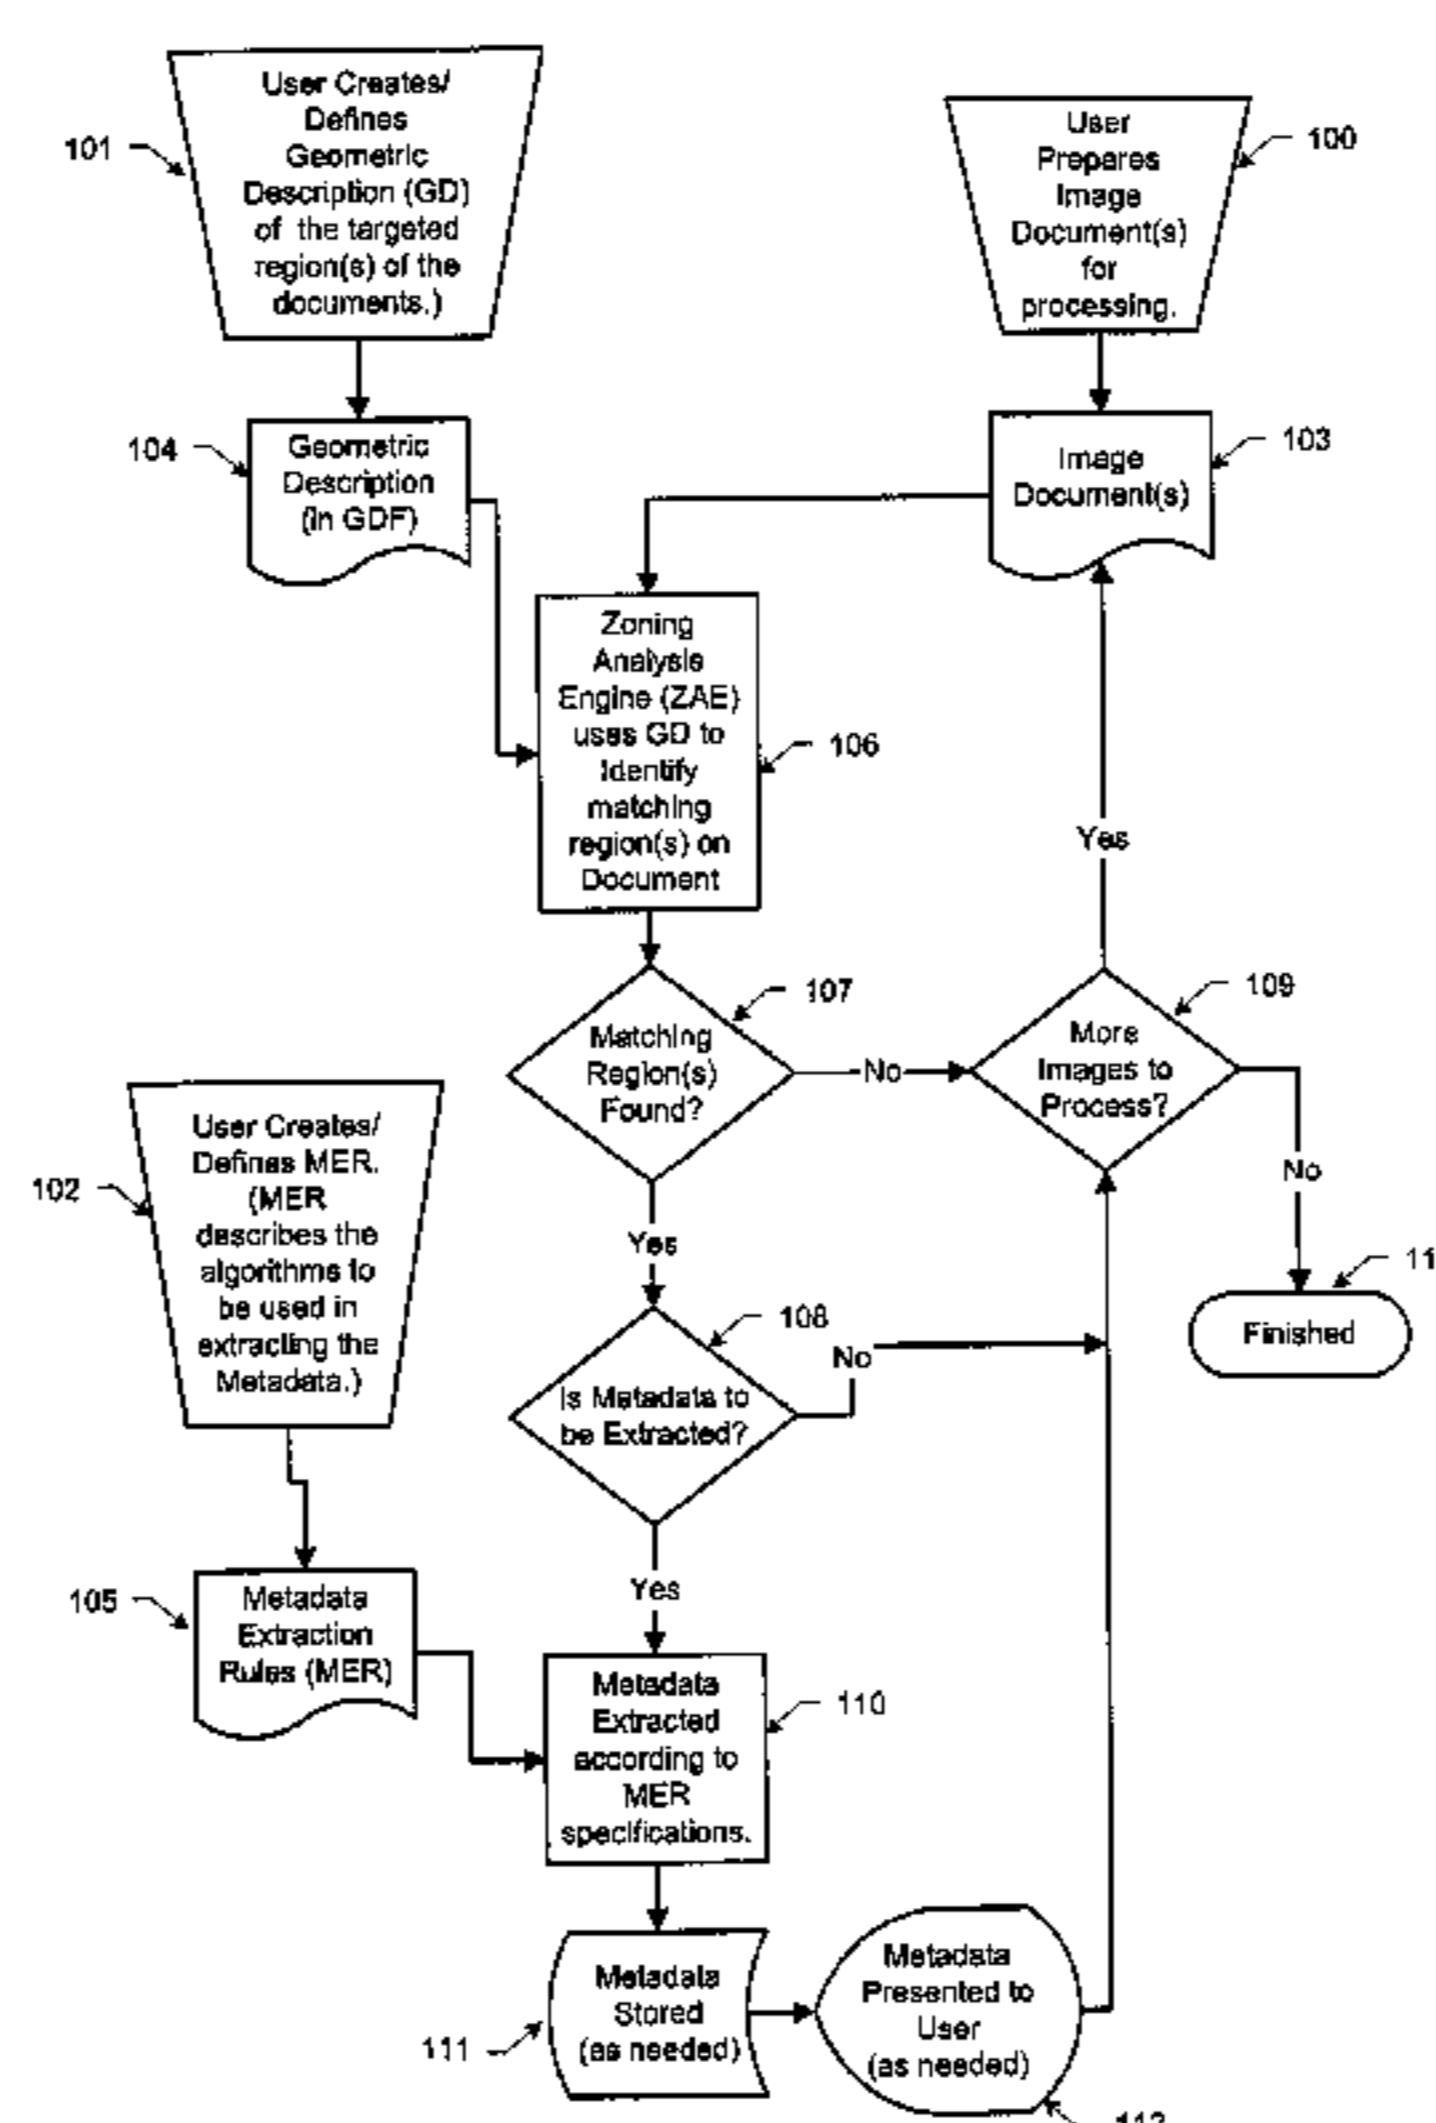 User Creates/
Defines
Geometric
Description (GD)
of the targeted
region(s) of the
documents.)
101
User
Prepares
Image
Document(s)
for
processing.
100
104
Geometric
Description
(in GDF)
Image
Document(s)
103
Zoning
Analysis
Engine (ZAE)
uses GD to
Identify
matching
region(s) on
Document
106
Yes
107
Matching
Region(s)
Found?
No
109
More
Images to
Process?
No
11
Finished
102
User Creates/
Defines MER.
(MER
describes the
algorithms to
be used in
extracting the
Metadata.)
Yes
108
Is Metadata to
be Extracted?
No
Yes
105
Metadata
Extraction
Rules (MER)
Metadata
Extracted
according to
MER
specifications.
110
Metadata
Stored
(as needed)
111
Metadata
Presented to
User
(as needed)